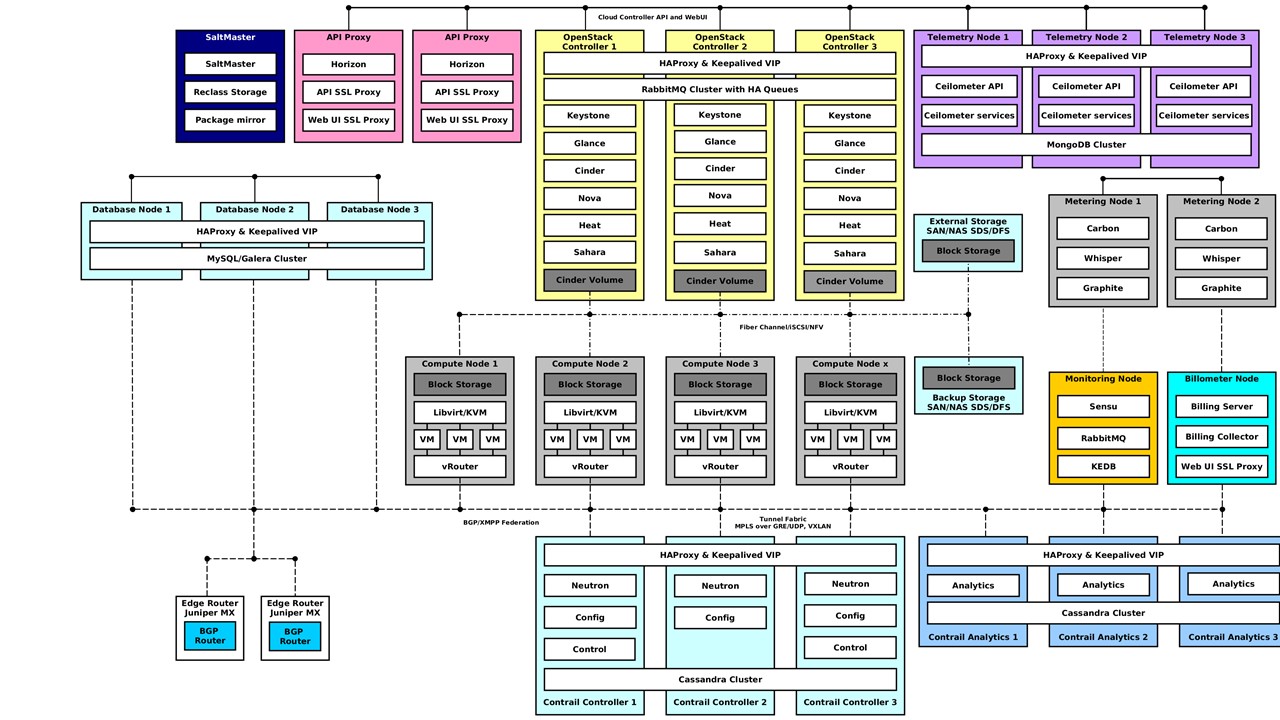 Cloud Controller API and WebUI
SaltMaster
SaltMaster
Reclass Storage
Package mirror
API Proxy
Horizon
API SSL Proxy
Web UI SSL Proxy
API Proxy
Horizon
API SSL Proxy
Web UI SSL Proxy
OpenStack
Controller 1
OpenStack
Controller 2
OpenStack
Controller 3
HAProxy & Keepalived VIP
RabbitMQ Cluster with HA Queues
Keystone
Glance
Cinder
Nova
Heat
Sahara
Cinder Volume
Keystone
Glance
Cinder
Nova
Heat
Sahara
Cinder Volume
Keystone
Glance
Cinder
Nova
Heat
Sahara
Cinder Volume
Telemetry Node 1
Telemetry Node 2
Telemetry Node 3
HAProxy & Keepalived VIP
Ceilometer API
Ceilometer API
Ceilometer API
Ceilometer services
Ceilometer services
Ceilometer services
MongoDB Cluster
Database Node 1
Database Node 2
Database Node 3
HAProxy & Keepalived VIP
MySQL/Galera Cluster
External Storage
SAN/NAS SDS/DFS
Block Storage
Metering Node 1
Carbon
Whisper
Graphite
Metering Node 2
Carbon
Whisper
Graphite
Fiber Channel/iSCSI/NFV
Compute Node 1
Block Storage
Libvirt/KVM
VM
VM
VM
vRouter
Compute Node 2
Block Storage
Libvirt/KVM
VM
VM
VM
vRouter
Compute Node 3
Block Storage
Libvirt/KVM
VM
VM
VM
vRouter
Compute Node x
Block Storage
Libvirt/KVM
VM
VM
VM
vRouter
Block Storage
Backup Storage
SAN/NAS SDS/DFS
Monitoring Node
Sensu
RabbitMQ
KEDB
Billometer Node
Billing Server
Billing Collector
Web UI SSL Proxy
BGP/XMPP Federation
Tunnel Fabric
MPLS over GRE/UDP, VXLAN
Edge Router
Juniper MX
BGP
Router
Edge Router
Juniper MX
BGP
Router
HAProxy & Keepalived VIP
Neutron
Neutron
Neutron
Config
Config
Config
Control
Control
Cassandra Cluster
Contrail Controller 1
Contrail Controller 2
Contrail Controller 3
HAProxy & Keepalived VIP
Analytics
Analytics
Analytics
Cassandra Cluster
Contrail Analytics 1
Contrail Analytics 2
Contrail Analytics 3